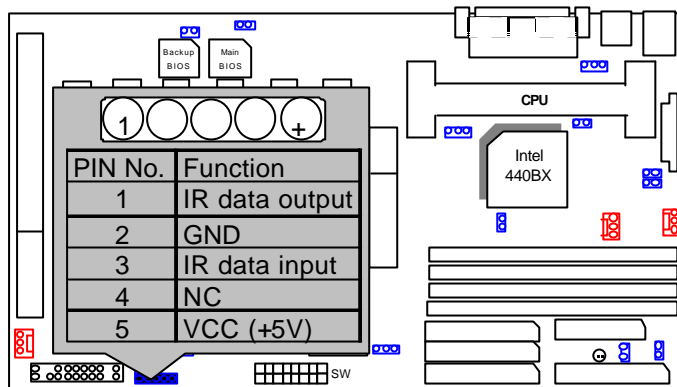 Backup
BIOS
Main
BIOS
CPU
1
+
Intel
440BX
PIN No. Function
1 IR data output
2 GND
3 IR data input
4 NC
5 VCC (+5V)
SW